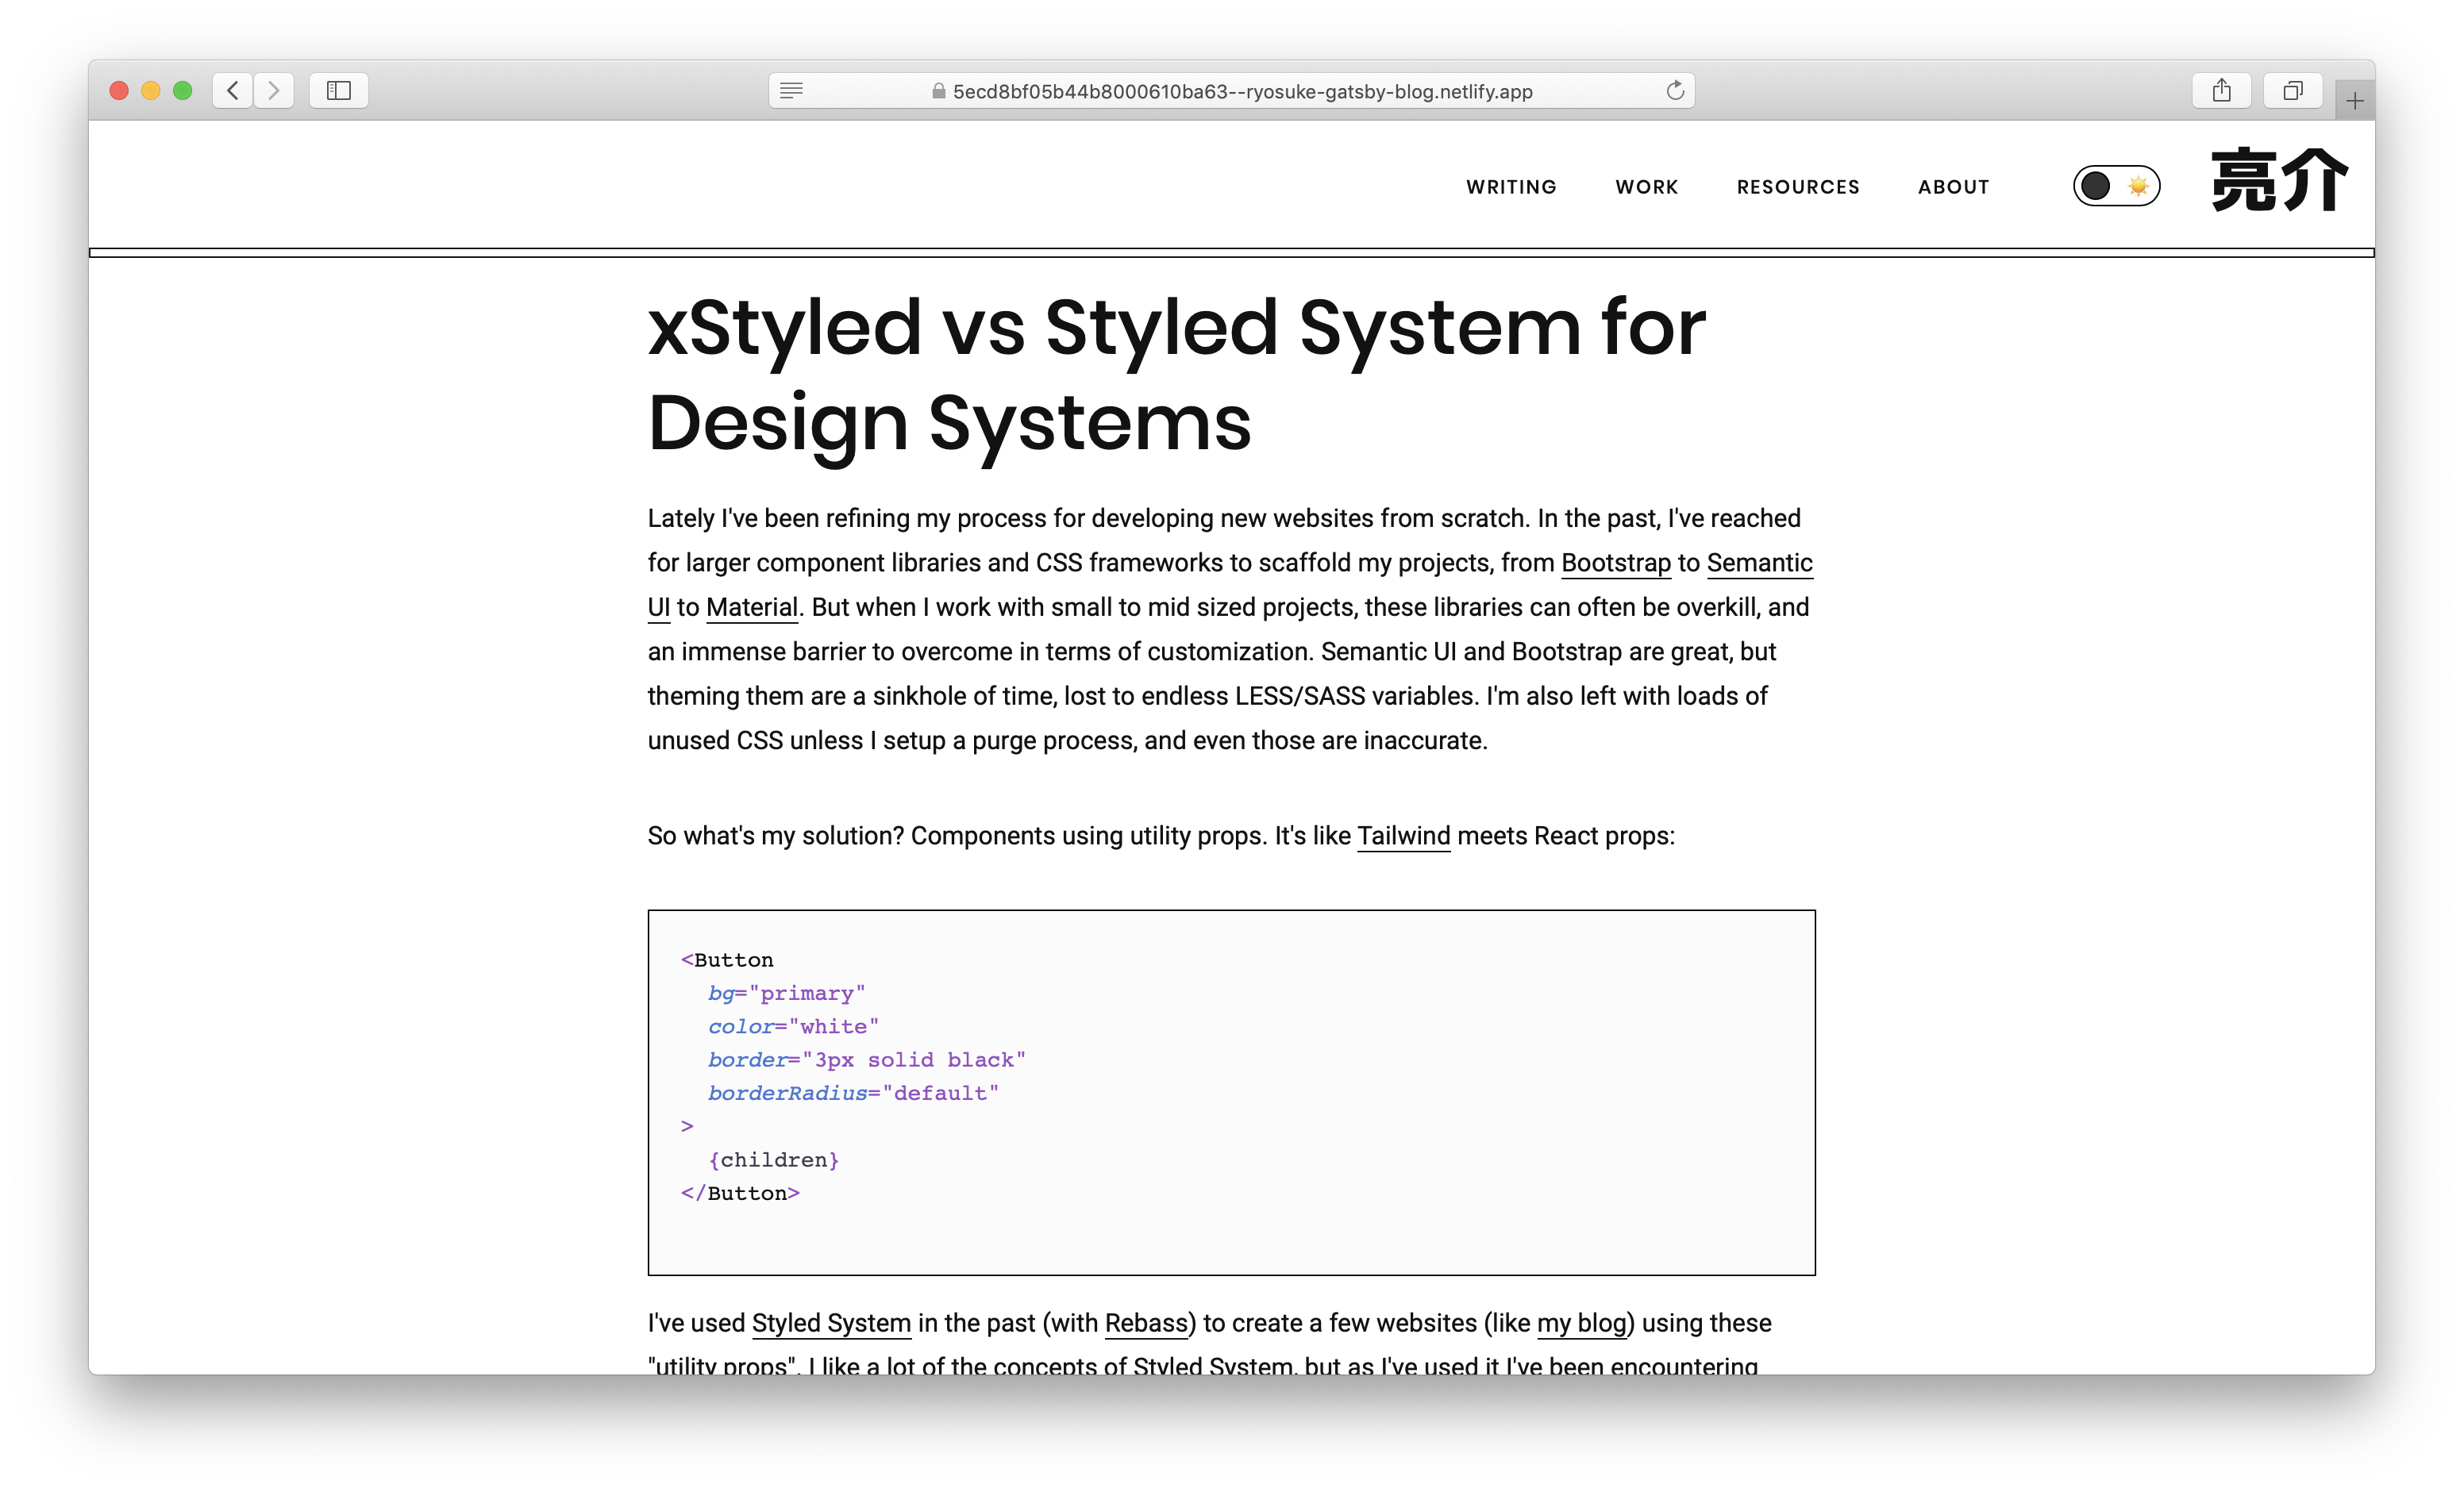 5ecd8bf05b44b8000610ba63--ryosuke-gatsby-blog.netlify.app
WRITING WORK RESOURCES ABOUT 亮介
xStyled vs Styled System for
Design Systems
Lately I've been refining my process for developing new websites from scratch. In the past, I've reached
for larger component libraries and CSS frameworks to scaffold my projects, from Bootstrap to Semantic
UI to Material. But when I work with small to mid sized projects, these libraries can often be overkill, and
an immense barrier to overcome in terms of customization. Semantic UI and Bootstrap are great, but
theming them are a sinkhole of time, lost to endless LESS/SASS variables. I'm also left with loads of
unused CSS unless I setup a purge process, and even those are inaccurate.
So what's my solution? Components using utility props. It's like Tailwind meets React props:
<Button
  bg="primary"
  color="white"
  border="3px solid black"
  borderRadius="default"
>
  {children}
</Button>
I've used Styled System in the past (with Rebass) to create a few websites (like my blog) using these
"utility props". I like a lot of the concepts of Styled System, but as I've used it I've been encountering